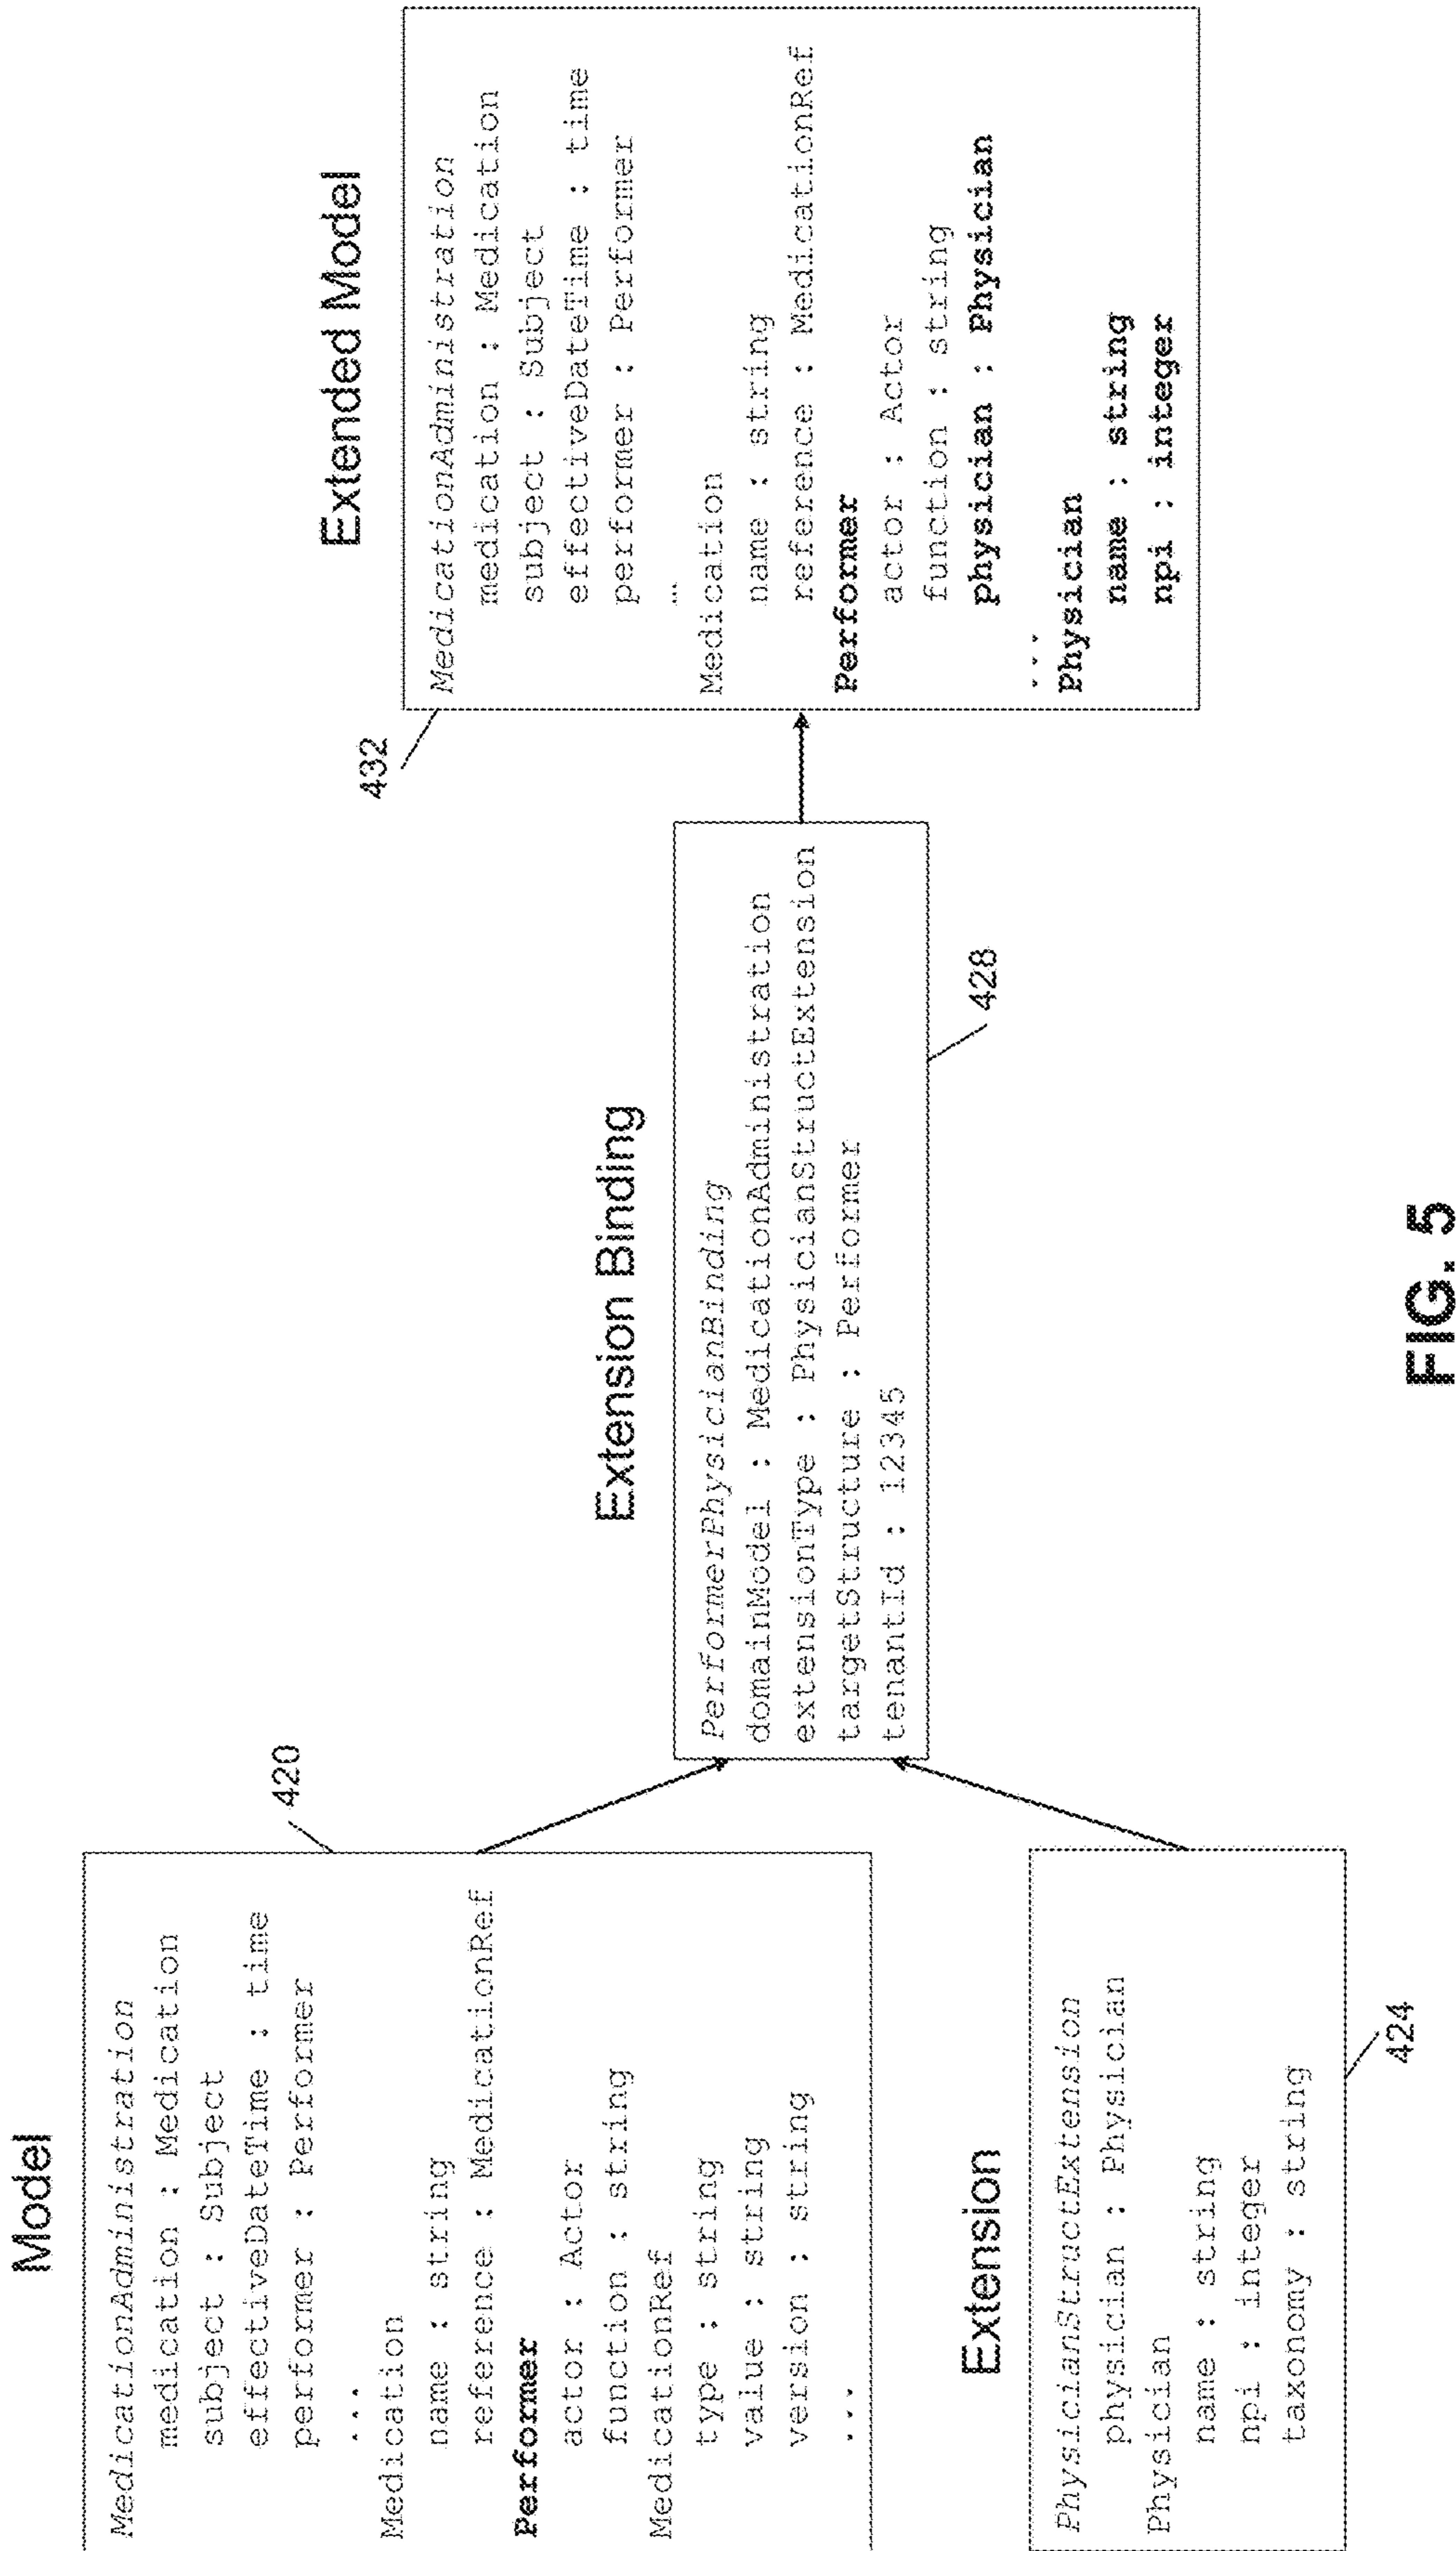 Model
420
MedicationAdministration
medication : Medication
subject : Subject
effectiveDateTime : time
performer : Performer
...
Medication
name : string
reference : MedicationRef
Performer
actor : Actor
function : string
MedicationRef
type : string
value : string
version : string
...
Extension
PhysicianStructExtension
physician : Physician
Physician
name : string
npi : integer
taxonomy : string
424
Extension Binding
PerformerPhysicianBinding
domainModel : MedicationAdministration
extensionType : PhysicianStructExtension
targetStructure : Performer
tenantId : 12345
428
Extended Model
432
MedicationAdministration
medication : Medication
subject : Subject
effectiveDateTime : time
performer : Performer
...
Medication
name : string
reference : MedicationRef
Performer
actor : Actor
function : string
physician : Physician
...
Physician
name : string
npi : integer
FIG. 5